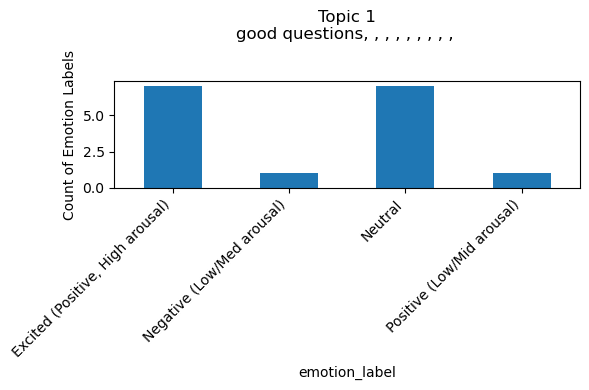 Topic 1
good questions, , , , , , , , ,
Count of Emotion Labels
5.0
2.5
0.0
Excited (Positive, High arousal)
Negative (Low/Med arousal)
Neutral
Positive (Low/Mid arousal)
emotion_label